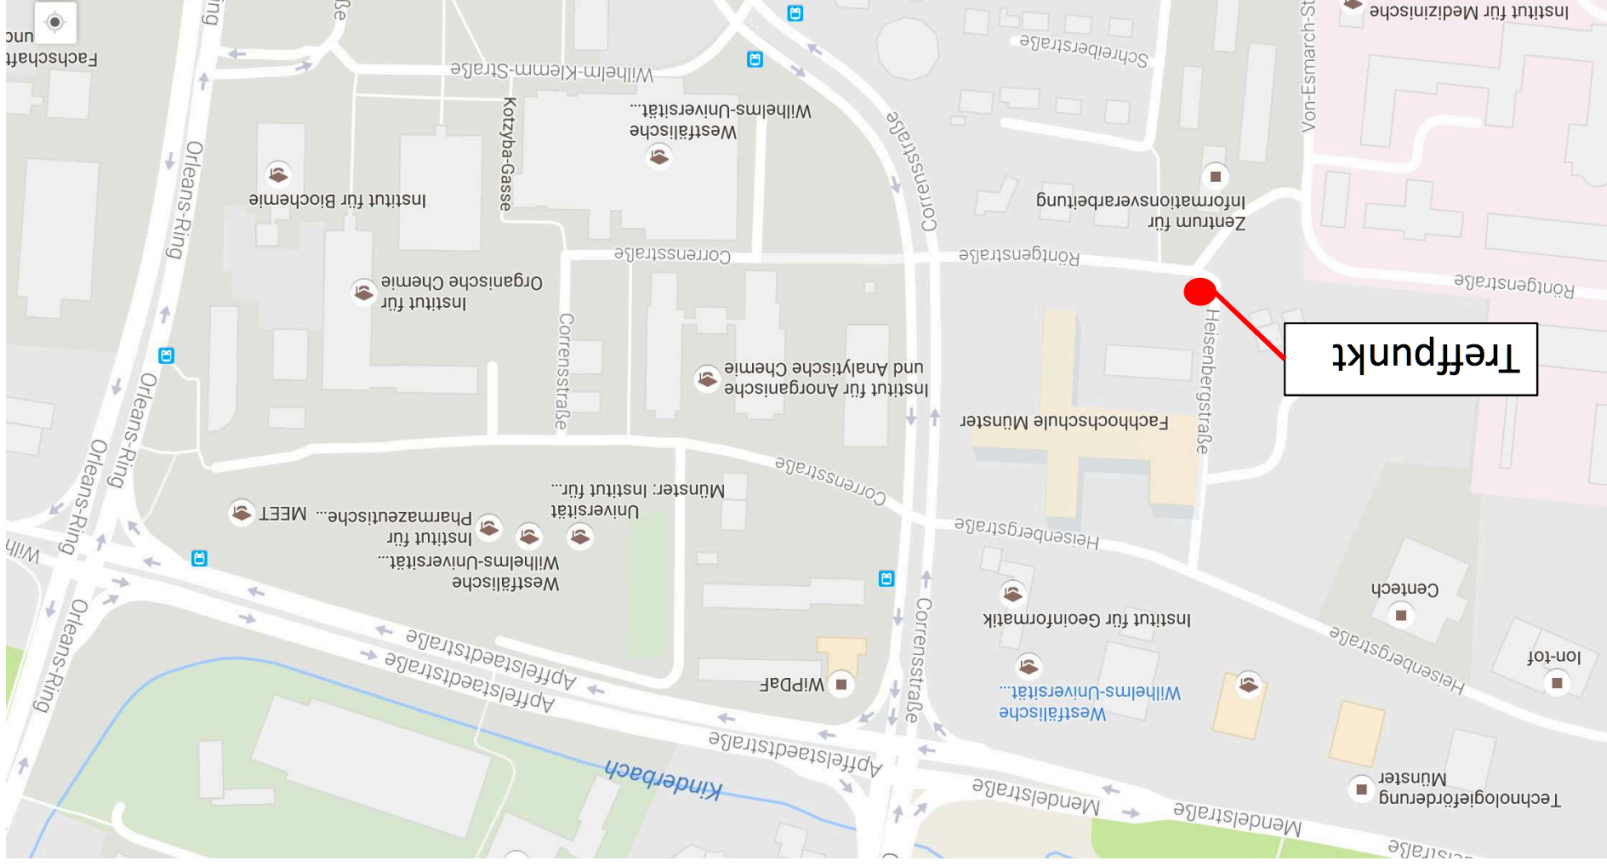 Mendelstraße
Mendelstraße
Technologieförderung
Münster
Kinderbach
Apffelstaedtstraße
Westfälische
Wilhelms-Universität...
WiPDaF
Correnssstraße
Apffelstaedtstraße
Apffelstaedtstraße
Orleans-Ring
Ion-tof
Heisenbergstraße
Institut für Geoinformatik
Centech
Westfälische
Wilhelms-Universität...
Institut für
Pharmazeutische...
Universität
Münster: Institut für...
MEET
Heisenbergstraße
Corrensstraße
Orleans-Ring
Orleans-Ring
Fachhochschule Münster
Heisenbergstraße
Treffpunkt
Institut für Anorganische
und Analytische Chemie
Corrensstraße
Institut für
Organische Chemie
Röntgenstraße
Röntgenstraße
Corrensstraße
Zentrum für
Informationsverarbeitung
Corrensstraße
Institut für Biochemie
Orleans-Ring
Kotzyba-Gasse
Westfälische
Wilhelms-Universität...
Von-Esmarch-St
Schreiberstraße
Wilhelm-Klemm-Straße
Fachschaft
Institut für Medizinische